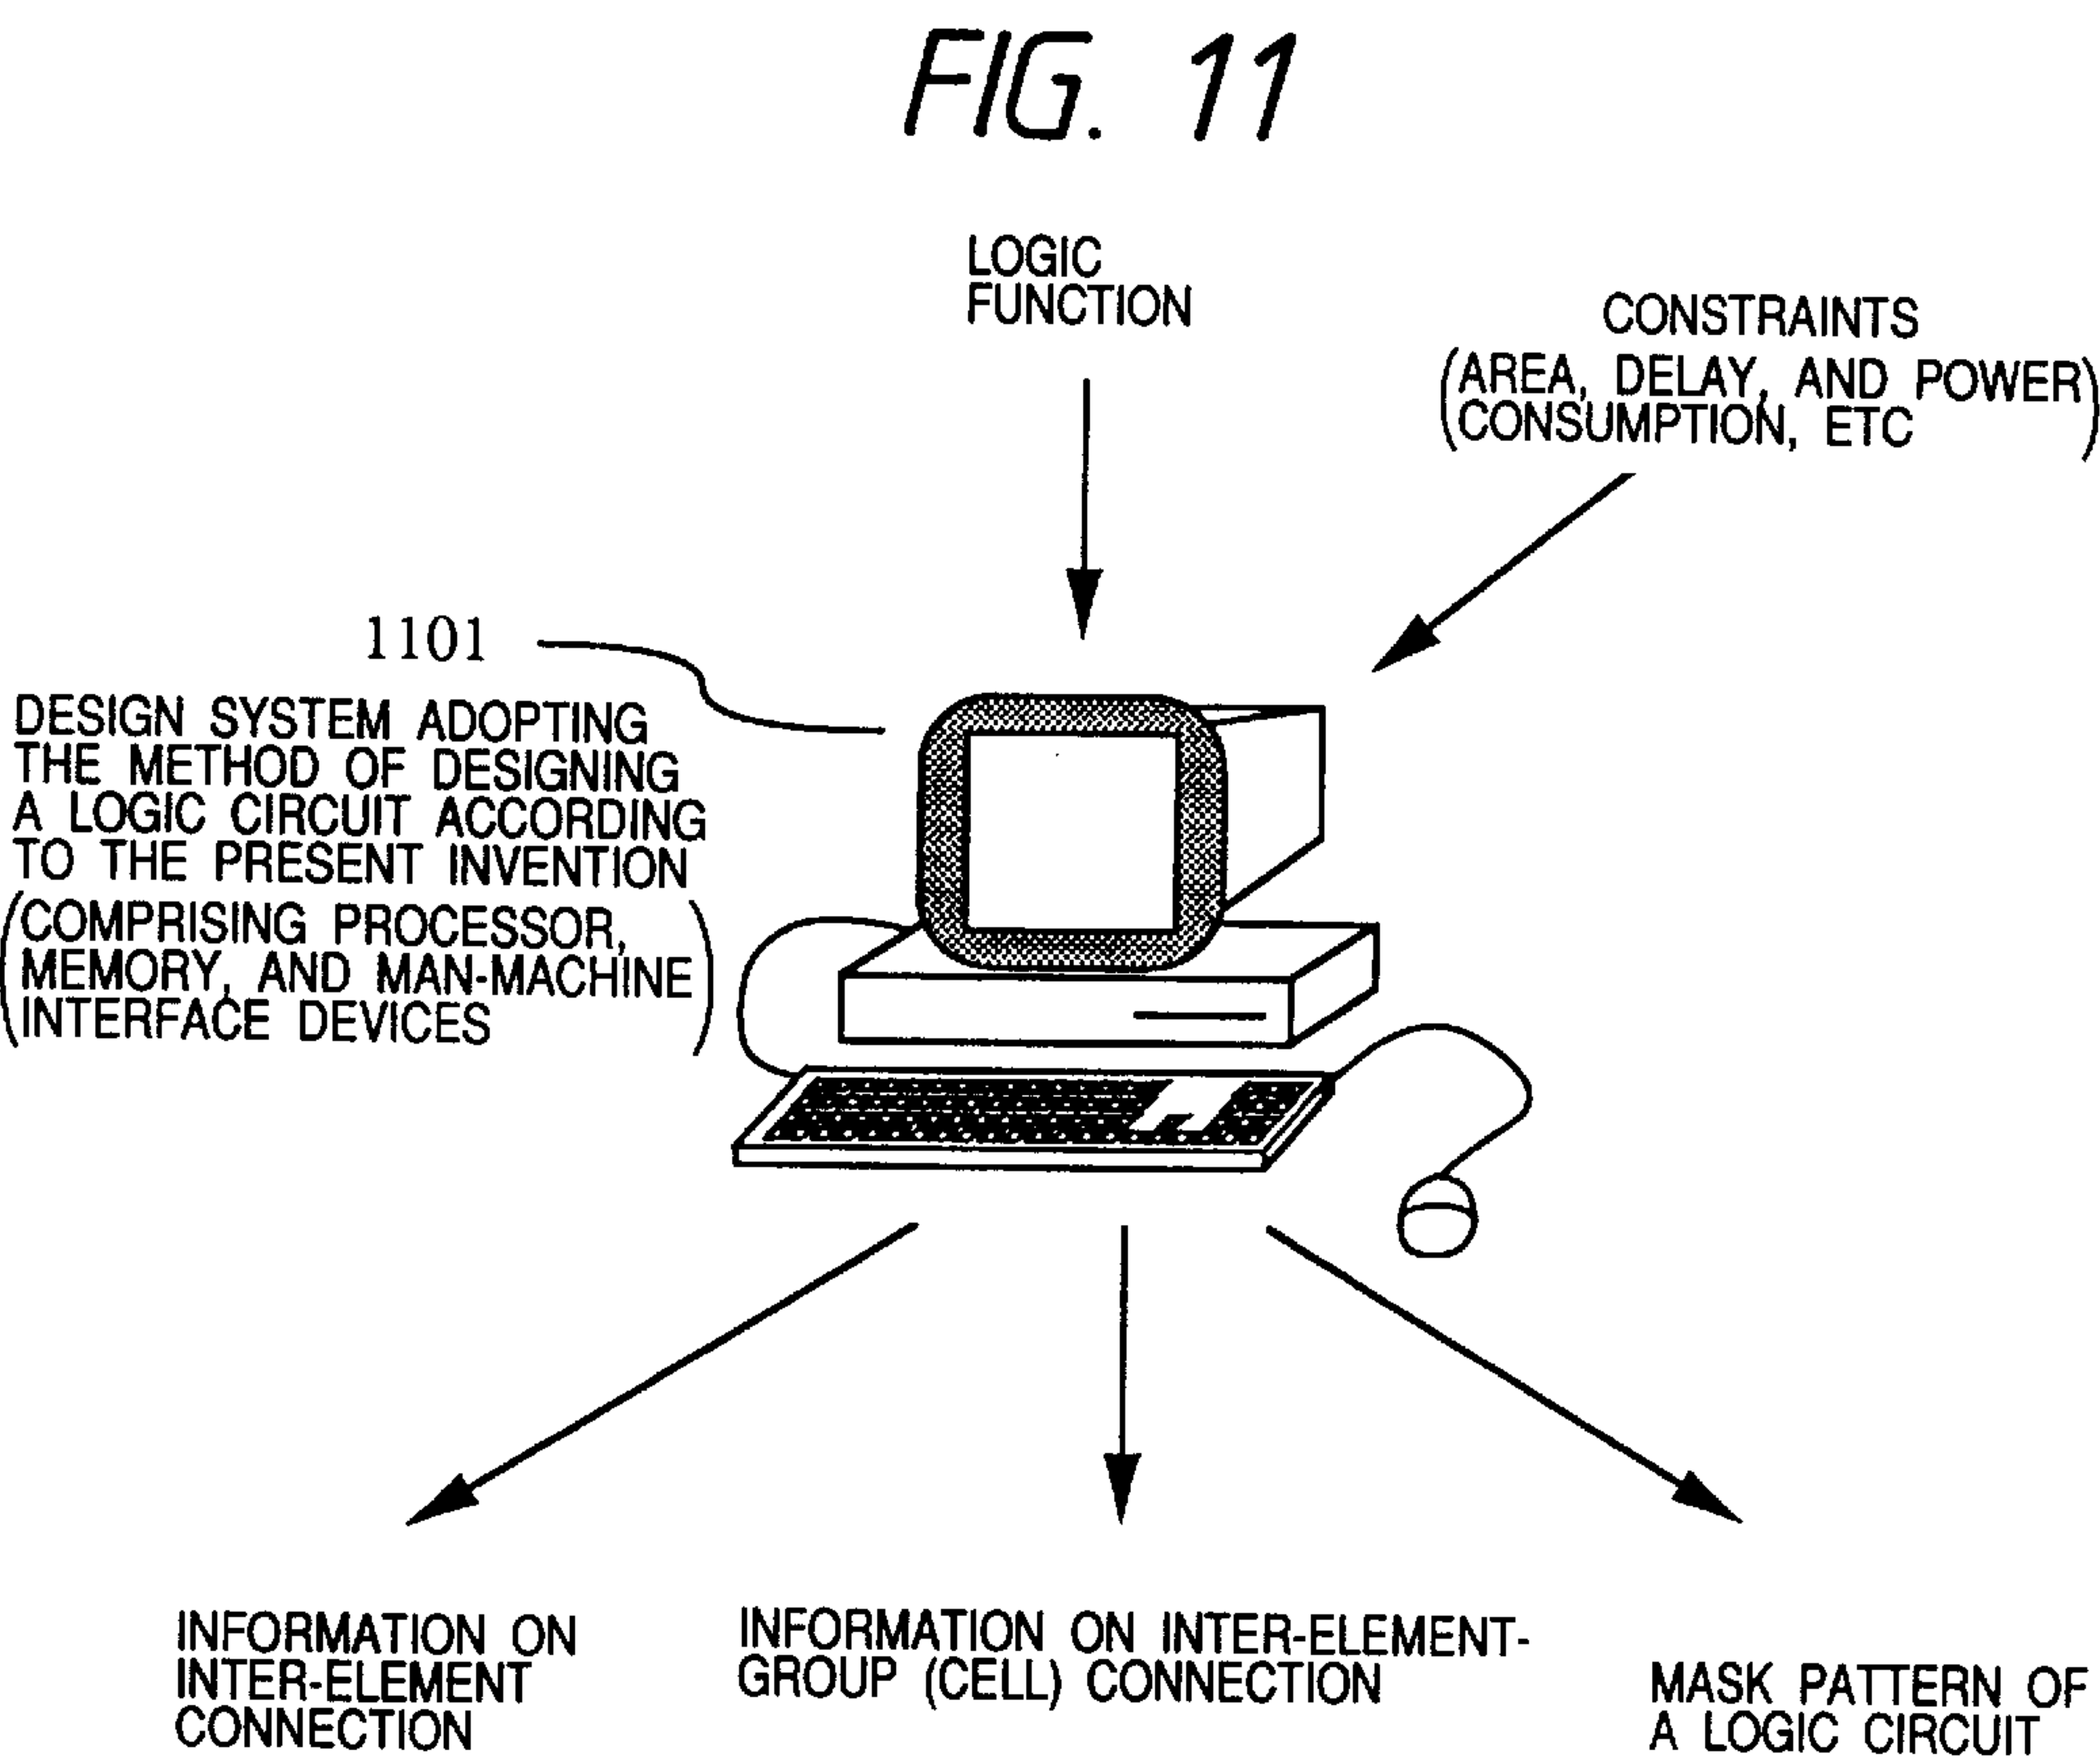 FIG. 11
LOGIC
FUNCTION
CONSTRAINTS
(AREA, DELAY, AND POWER)
CONSUMPTION, ETC
1101
DESIGN SYSTEM ADOPTING
THE METHOD OF DESIGNING
A LOGIC CIRCUIT ACCORDING
TO THE PRESENT INVENTION
(COMPRISING PROCESSOR,
MEMORY, AND MAN-MACHINE
INTERFACE DEVICES)
INFORMATION ON
INTER-ELEMENT
CONNECTION
INFORMATION ON INTER-ELEMENT-
GROUP (CELL) CONNECTION
MASK PATTERN OF
A LOGIC CIRCUIT